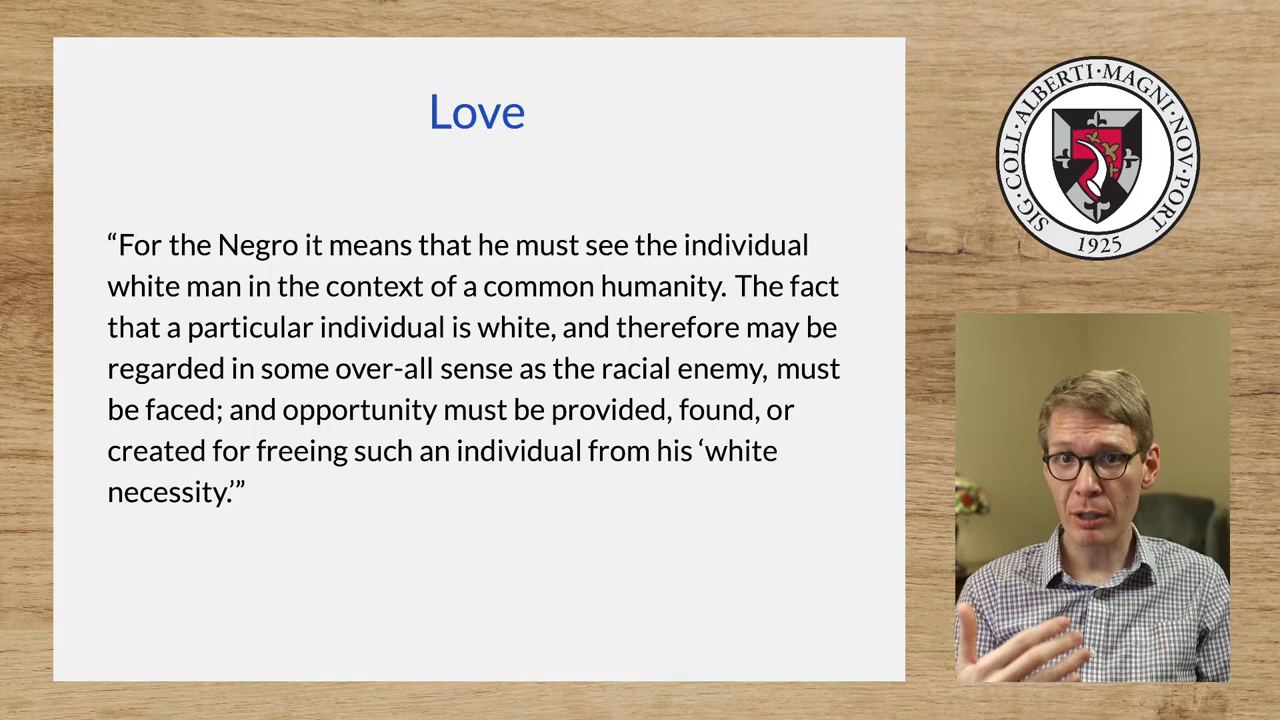 Love
“For the Negro it means that he must see the individual
white man in the context of a common humanity. The fact
that a particular individual is white, and therefore may be
regarded in some over-all sense as the racial enemy, must
be faced; and opportunity must be provided, found, or
created for freeing such an individual from his ‘white
necessity.’”
SIG·COLL·ALBERTI·MAGNI·NOV·PORT
1925